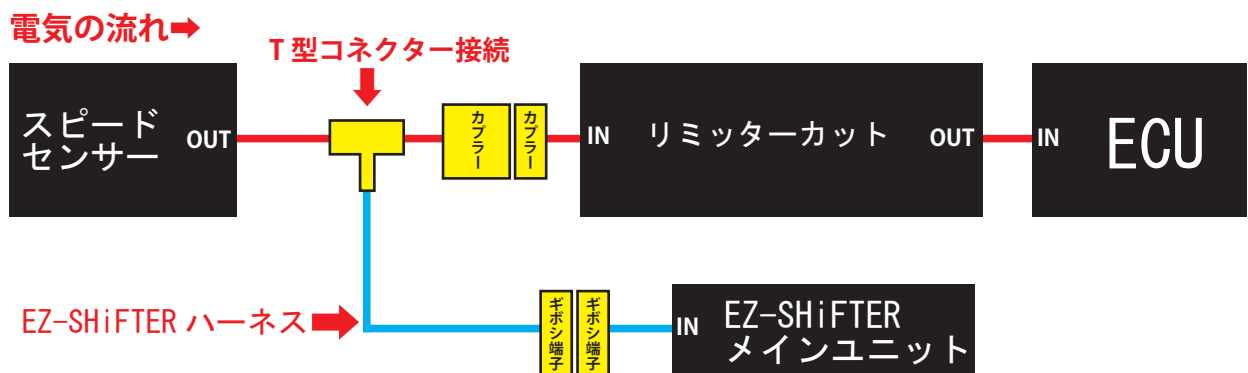 電気の流れ➡
T型コネクター接続
スピード
センサー
OUT
カプラー
カプラー
IN
リミッターカット
OUT
IN
ECU
EZ-SHiFTER ハーネス
ギボシ端子
ギボシ端子
IN
EZ-SHiFTER
メインユニット